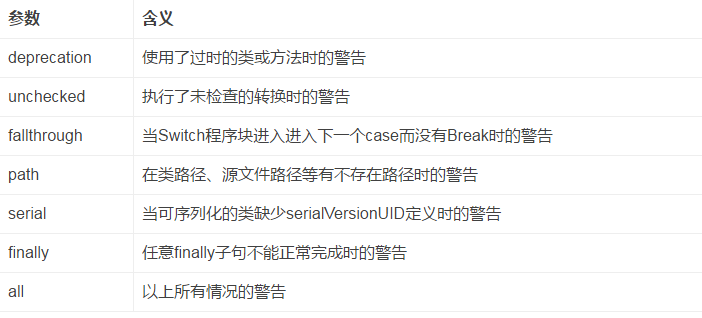 参数 含义
deprecation 使用了过时的类或方法时的警告
unchecked 执行了未检查的转换时的警告
fallthrough 当Switch程序块进入进入下一个case而没有Break时的警告
path 在类路径、源文件路径等有不存在路径时的警告
serial 当可序列化的类缺少serialVersionUID定义时的警告
finally 任意finally子句不能正常完成时的警告
all 以上所有情况的警告